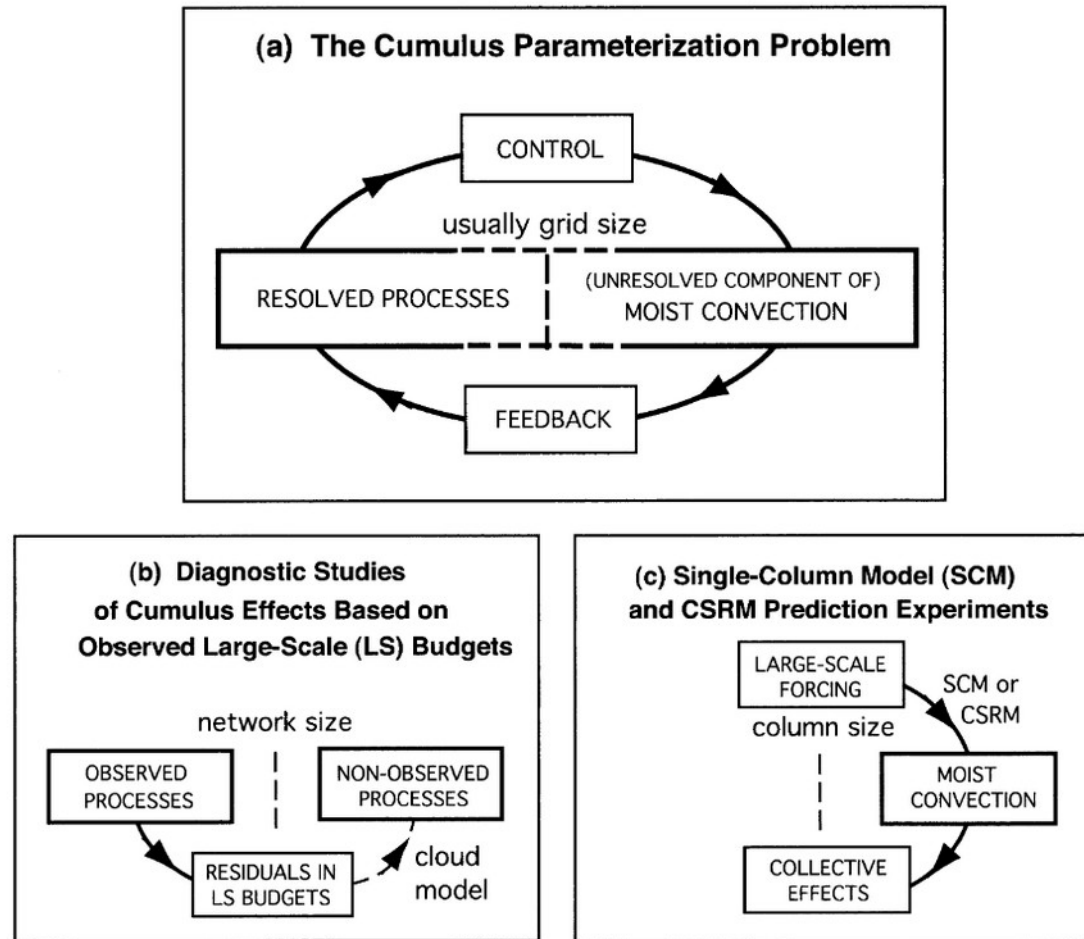 (a) The Cumulus Parameterization Problem
CONTROL
usually grid size
RESOLVED PROCESSES
(UNRESOLVED COMPONENT OF)
MOIST CONVECTION
FEEDBACK
(b) Diagnostic Studies
of Cumulus Effects Based on
Observed Large-Scale (LS) Budgets
network size
OBSERVED
PROCESSES
NON-OBSERVED
PROCESSES
RESIDUALS IN
LS BUDGETS
cloud
model
(c) Single-Column Model (SCM)
and CSRM Prediction Experiments
LARGE-SCALE
FORCING
SCM or
CSRM
column size
MOIST
CONVECTION
COLLECTIVE
EFFECTS